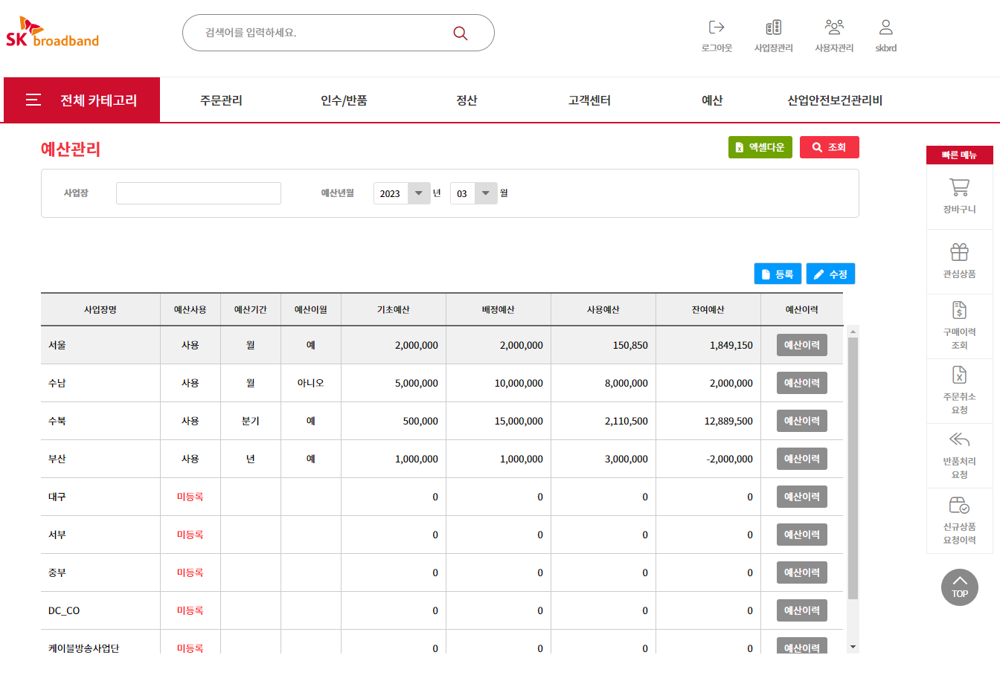 SK broadband
검색어를 입력하세요.
로그아웃
사업장관리
사용자관리
skbrd
전체 카테고리
주문관리
인수/반품
정산
고객센터
예산
산업안전보건관리비
예산관리
엑셀다운
조회
사업장
예산년월 2023 년 03 월
등록
수정
사업장명 예산사용 예산기간 예산이월 기초예산 배정예산 사용예산 잔여예산 예산이력
서울 사용 월 예 2,000,000 2,000,000 150,850 1,849,150 예산이력
수남 사용 월 아니오 5,000,000 10,000,000 8,000,000 2,000,000 예산이력
수북 사용 분기 예 500,000 15,000,000 2,110,500 12,889,500 예산이력
부산 사용 년 예 1,000,000 1,000,000 3,000,000 -2,000,000 예산이력
대구 미등록 0 0 0 0 예산이력
서부 미등록 0 0 0 0 예산이력
중부 미등록 0 0 0 0 예산이력
DC_CO 미등록 0 0 0 0 예산이력
케이블방송사업단 미등록 0 0 0 0 예산이력
빠른 메뉴
장바구니
관심상품
구매이력
조회
주문취소
요청
반품처리
요청
신규상품
요청이력
TOP